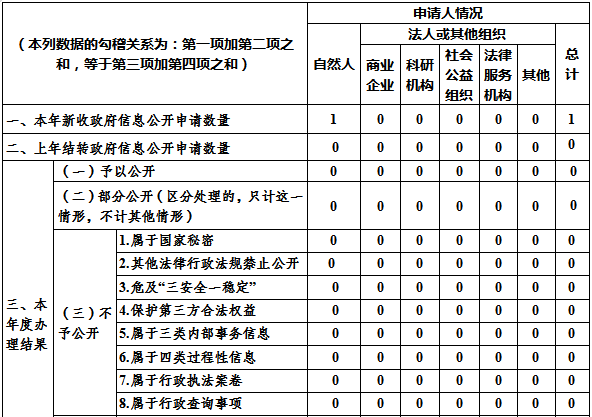 （本列数据的勾稽关系为：第一项加第二项之
和，等于第三项加第四项之和）
申请人情况
自然人
法人或其他组织
总
计
商业
企业
科研
机构
社会
公益
组织
法律
服务
机构
其他
一、本年新收政府信息公开申请数量 1 0 0 0 0 0 1
二、上年结转政府信息公开申请数量 0 0 0 0 0 0 0
三、本
年度办
理结果
（一）予以公开 0 0 0 0 0 0 0
（二）部分公开（区分处理的，只计这一
情形，不计其他情形） 0 0 0 0 0 0 0
（三）不
予公开
1.属于国家秘密 0 0 0 0 0 0 0
2.其他法律行政法规禁止公开 0 0 0 0 0 0 0
3.危及“三安全一稳定” 0 0 0 0 0 0 0
4.保护第三方合法权益 0 0 0 0 0 0 0
5.属于三类内部事务信息 0 0 0 0 0 0 0
6.属于四类过程性信息 0 0 0 0 0 0 0
7.属于行政执法案卷 0 0 0 0 0 0 0
8.属于行政查询事项 0 0 0 0 0 0 0